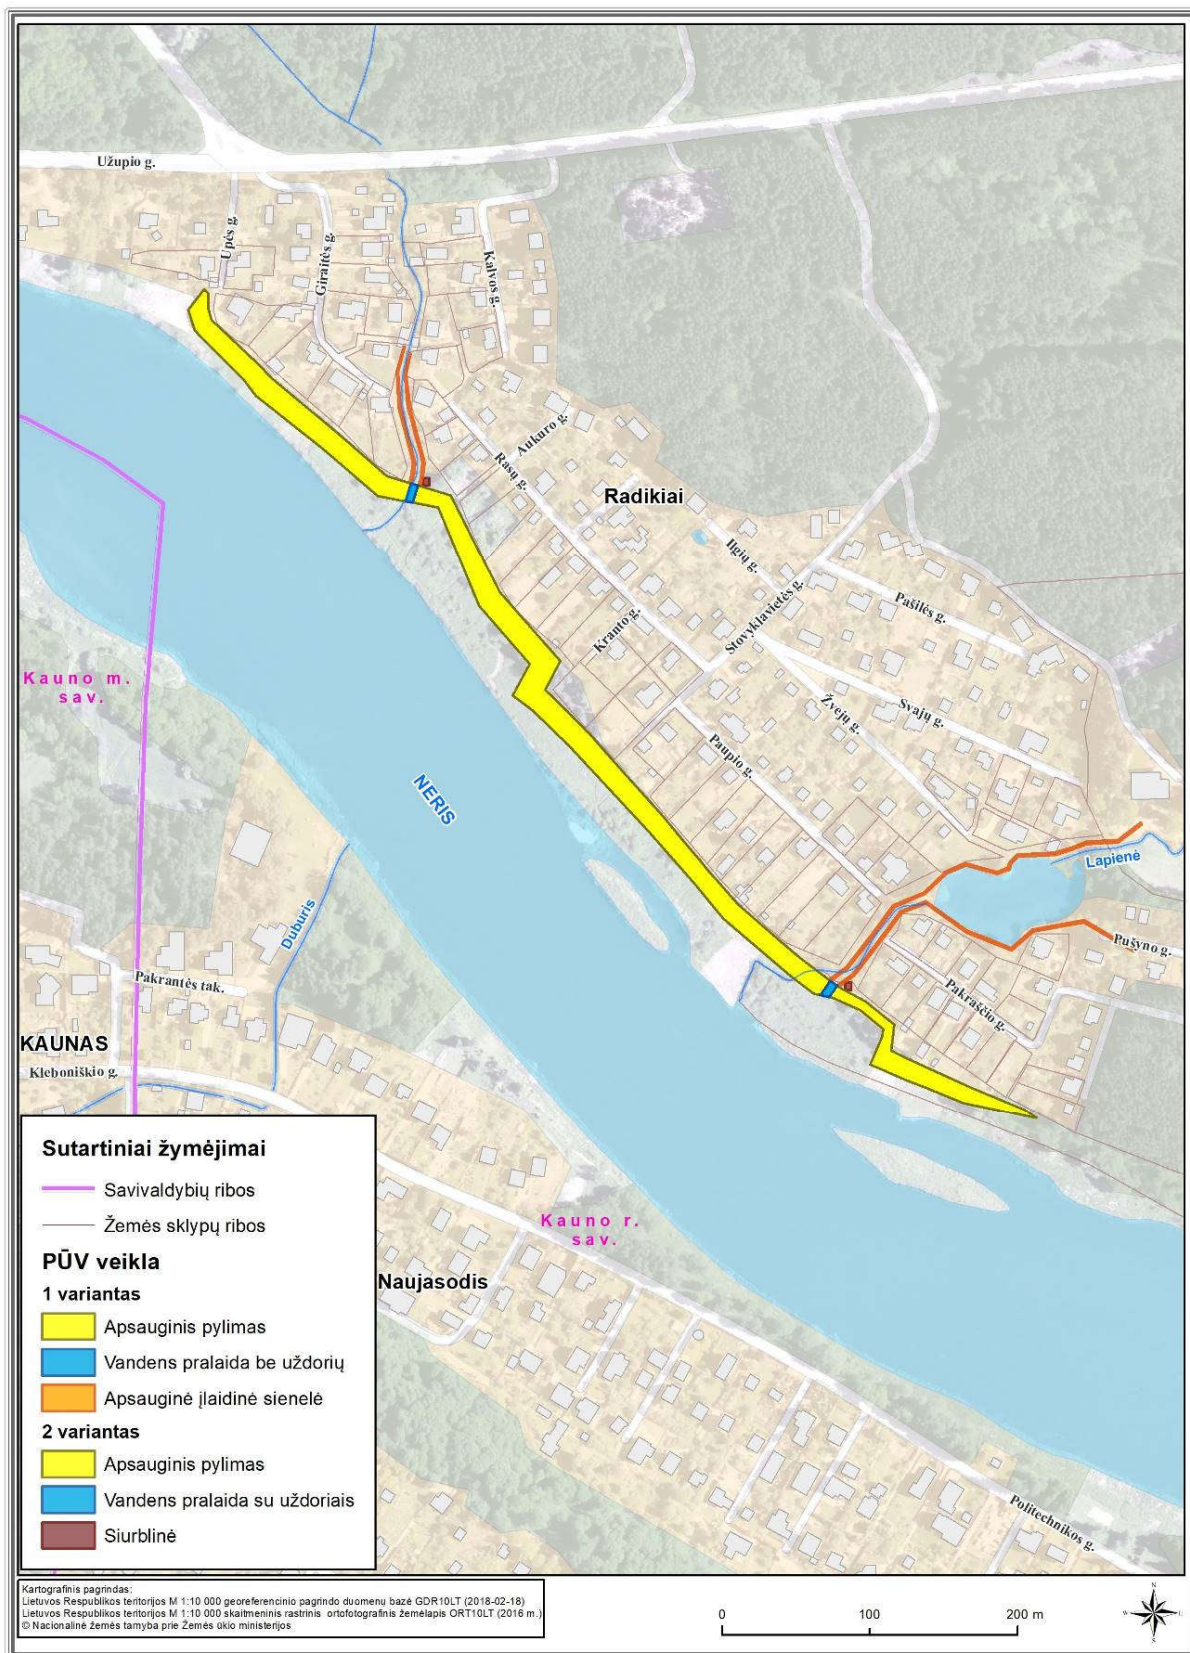 Užupio g.
Upės g.
Giraitės g.
Kalvos g.
Aukuro g.
Rasų g.
Radikiai
Ilgių g.
Stovyklavietės g.
Pašilės g.
Kranto g.
Kauno m.
sav.
Žvejų g.
Svajų g.
Paupio g.
NERIS
Lapienė
Duburis
Pušyno g.
Pakrantės tak.
Pakraščio g.
KAUNAS
Kleboniškio g.
Sutartiniai žymėjimai
Savivaldybių ribos
Žemės sklypų ribos
PŪV veikla
1 variantas
Apsauginis pylimas
Vandens pralaida be uždorių
Apsauginė įlaidinė sienelė
2 variantas
Apsauginis pylimas
Vandens pralaida su uždoriais
Siurblinė
Kauno r.
sav.
Naujasodis
Politechnikos g.
Kartografinis pagrindas:
Lietuvos Respublikos teritorijos M 1:10 000 georeferencinio pagrindo duomenų bazė GDR10LT (2018-02-18)
Lietuvos Respublikos teritorijos M 1:10 000 skaitmeninis rastrinis ortofotografinis žemėlapis ORT10LT (2016 m.)
© Nacionalinė žemės tarnyba prie Žemės ūkio ministerijos
0 100 200 m
N
W
S